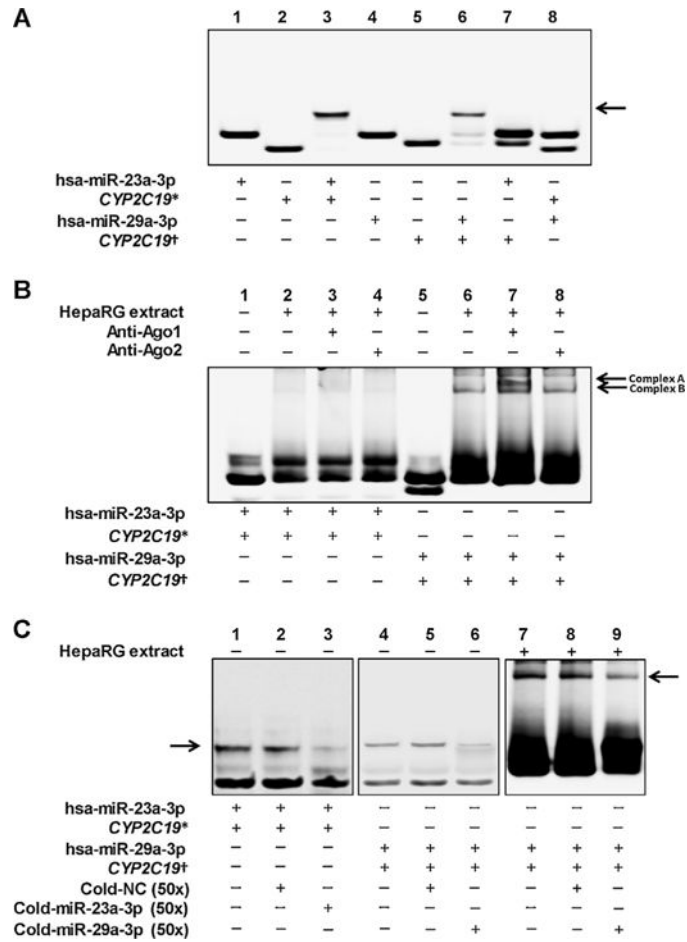 A
1 2 3 4 5 6 7 8
hsa-miR-23a-3p + − + − − − + −
CYP2C19* − + + − − − − +
hsa-miR-29a-3p − − − + − + − +
CYP2C19† − − − − + + + −
B
1 2 3 4 5 6 7 8
HepaRG extract − + + + − + + +
Anti-Ago1 + +
Anti-Ago2 + +
Complex A
Complex B
hsa-miR-23a-3p + + + + − − − −
CYP2C19* + + + + − − − −
hsa-miR-29a-3p − − − − + + + +
CYP2C19† − − − − + + + +
C
1 2 3 4 5 6 7 8 9
HepaRG extract − − − − − − + + +
hsa-miR-23a-3p + + + − − − − − −
CYP2C19* + + + − − − − − −
hsa-miR-29a-3p − − − + + + + + +
CYP2C19† − − − + + + + + +
Cold-NC (50x) − + − − + − − + −
Cold-miR-23a-3p (50x) − − + − − − − − −
Cold-miR-29a-3p (50x) − − − − − + − − +